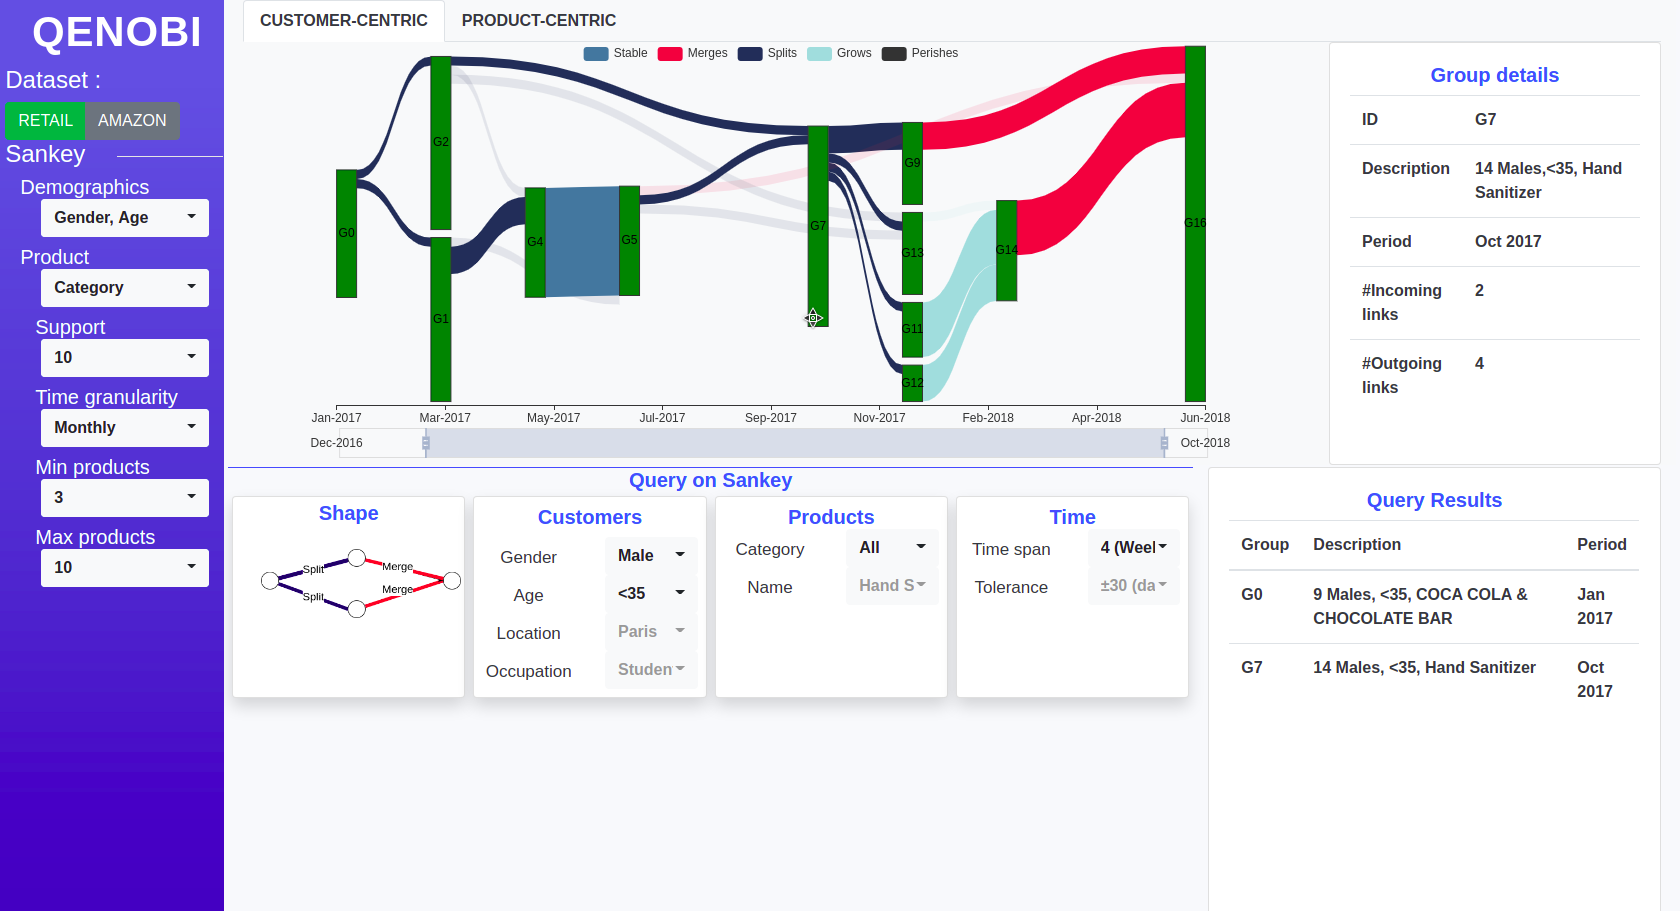 QENOBI
Dataset :
RETAIL AMAZON
Sankey
Demographics
Gender, Age
Product
Category
Support
10
Time granularity
Monthly
Min products
3
Max products
10
CUSTOMER-CENTRIC PRODUCT-CENTRIC
Stable Merges Splits Grows Perishes
G0
G2
G1
G4
G5
G7
G9
G13
G11
G12
G14
G16
Jan-2017 Mar-2017 May-2017 Jul-2017 Sep-2017 Nov-2017 Feb-2018 Apr-2018 Jun-2018
Dec-2016 Oct-2018
Group details
ID G7
Description 14 Males,<35, Hand
Sanitizer
Period Oct 2017
#Incoming 2
links
#Outgoing 4
links
Query on Sankey
Shape
Split Merge
Split Merge
Customers
Gender Male
Age <35
Location Paris
Occupation Studen
Products
Category All
Name Hand S
Time
Time span 4 (Weel
Tolerance ±30 (da
Query Results
Group Description Period
G0 9 Males, <35, COCA COLA & Jan
CHOCOLATE BAR 2017
G7 14 Males, <35, Hand Sanitizer Oct
2017